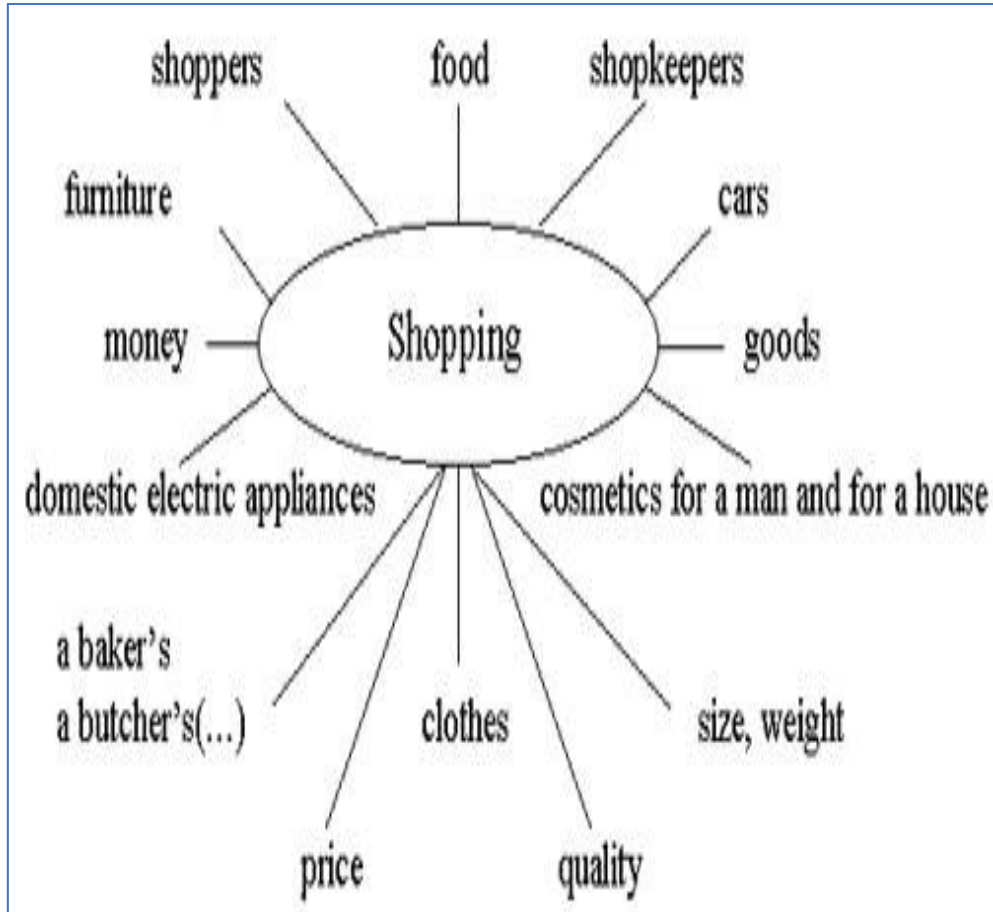 shoppers
food
shopkeepers
furniture
cars
money
Shopping
goods
domestic electric appliances
cosmetics for a man and for a house
a baker's
a butcher's(...)
clothes
size, weight
price
quality